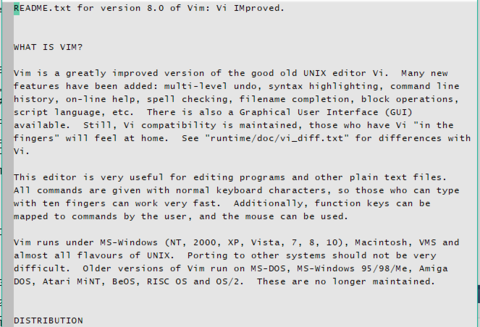 README.txt for version 8.0 of Vim: Vi IMproved.
WHAT IS VIM?
Vim is a greatly improved version of the good old UNIX editor Vi.  Many new
features have been added: multi-level undo, syntax highlighting, command line
history, on-line help, spell checking, filename completion, block operations,
script language, etc.  There is also a Graphical User Interface (GUI)
available.  Still, Vi compatibility is maintained, those who have Vi "in the
fingers" will feel at home.  See "runtime/doc/vi_diff.txt" for differences with
Vi.
This editor is very useful for editing programs and other plain text files.
All commands are given with normal keyboard characters, so those who can type
with ten fingers can work very fast.  Additionally, function keys can be
mapped to commands by the user, and the mouse can be used.
Vim runs under MS-Windows (NT, 2000, XP, Vista, 7, 8, 10), Macintosh, VMS and
almost all flavours of UNIX.  Porting to other systems should not be very
difficult.  Older versions of Vim run on MS-DOS, MS-Windows 95/98/Me, Amiga
DOS, Atari MiNT, BeOS, RISC OS and OS/2.  These are no longer maintained.
DISTRIBUTION